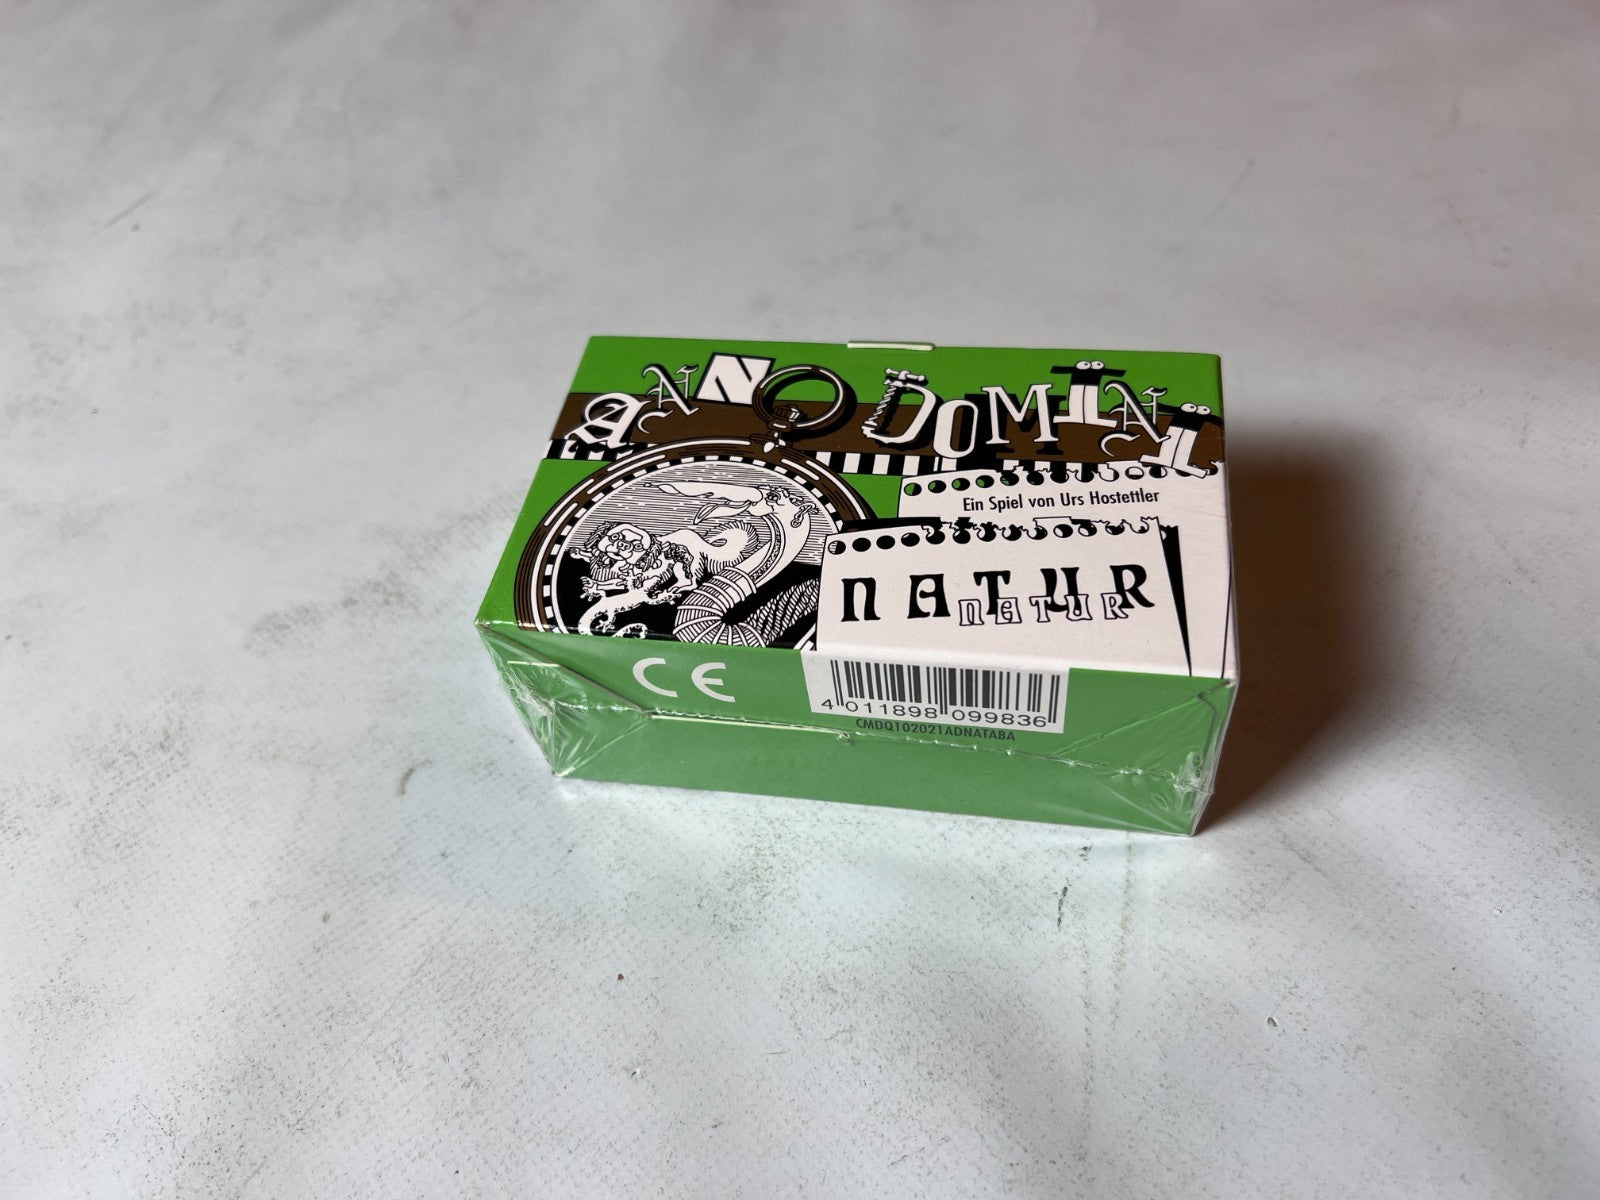 ANNO DOMINI
Ein Spiel von Urs Hostettler
NATUR
NATUR
CE
4 011898 099836
CMDQ102021ADNATABA